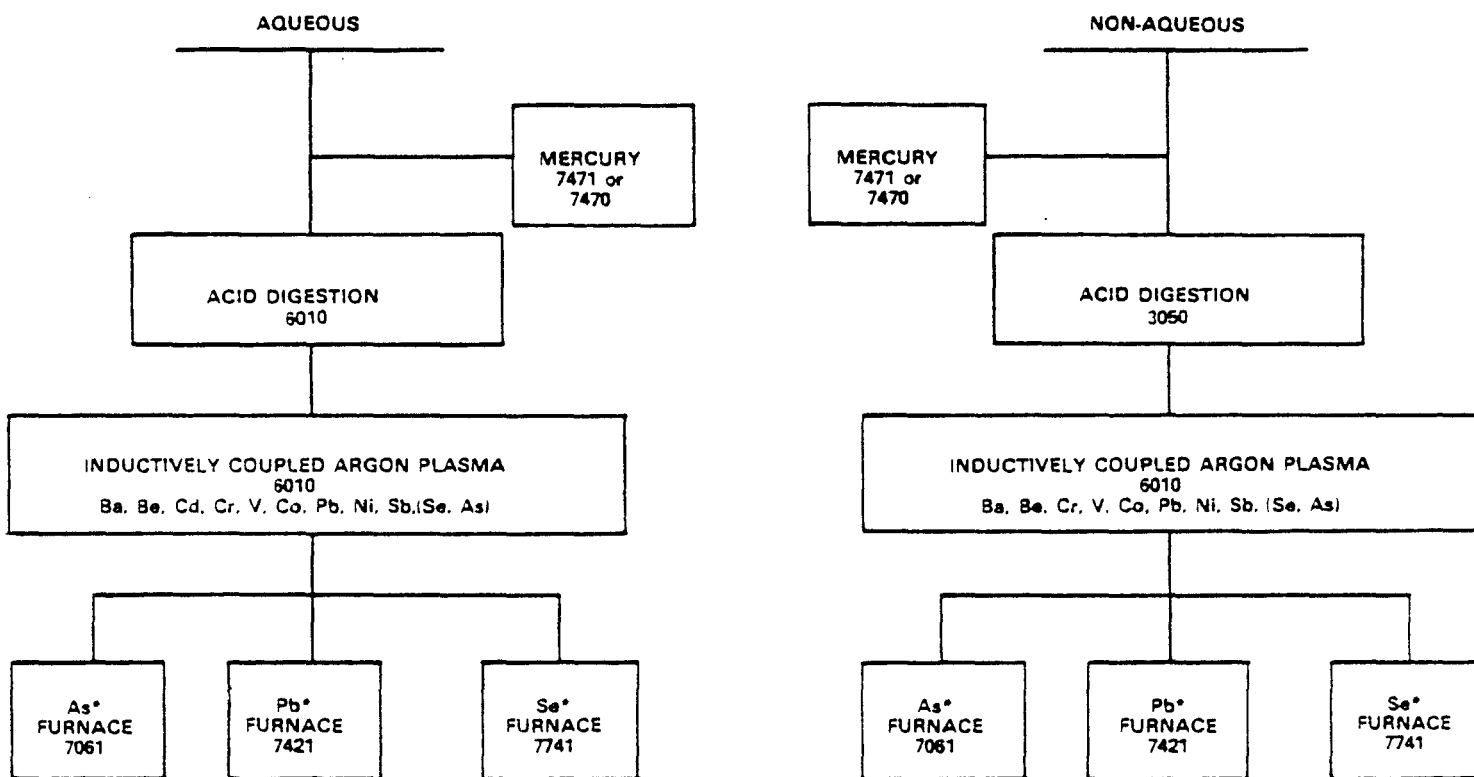 AQUEOUS
MERCURY
7471 or
7470
ACID DIGESTION
6010
INDUCTIVELY COUPLED ARGON PLASMA
6010
Ba, Be, Cd, Cr, V, Co, Pb, Ni, Sb,(Se, As)
As*
FURNACE
7061
Pb*
FURNACE
7421
Se*
FURNACE
7741
NON-AQUEOUS
MERCURY
7471 or
7470
ACID DIGESTION
3050
INDUCTIVELY COUPLED ARGON PLASMA
6010
Ba, Be, Cr, V, Co, Pb, Ni, Sb, (Se, As)
As*
FURNACE
7061
Pb*
FURNACE
7421
Se*
FURNACE
7741